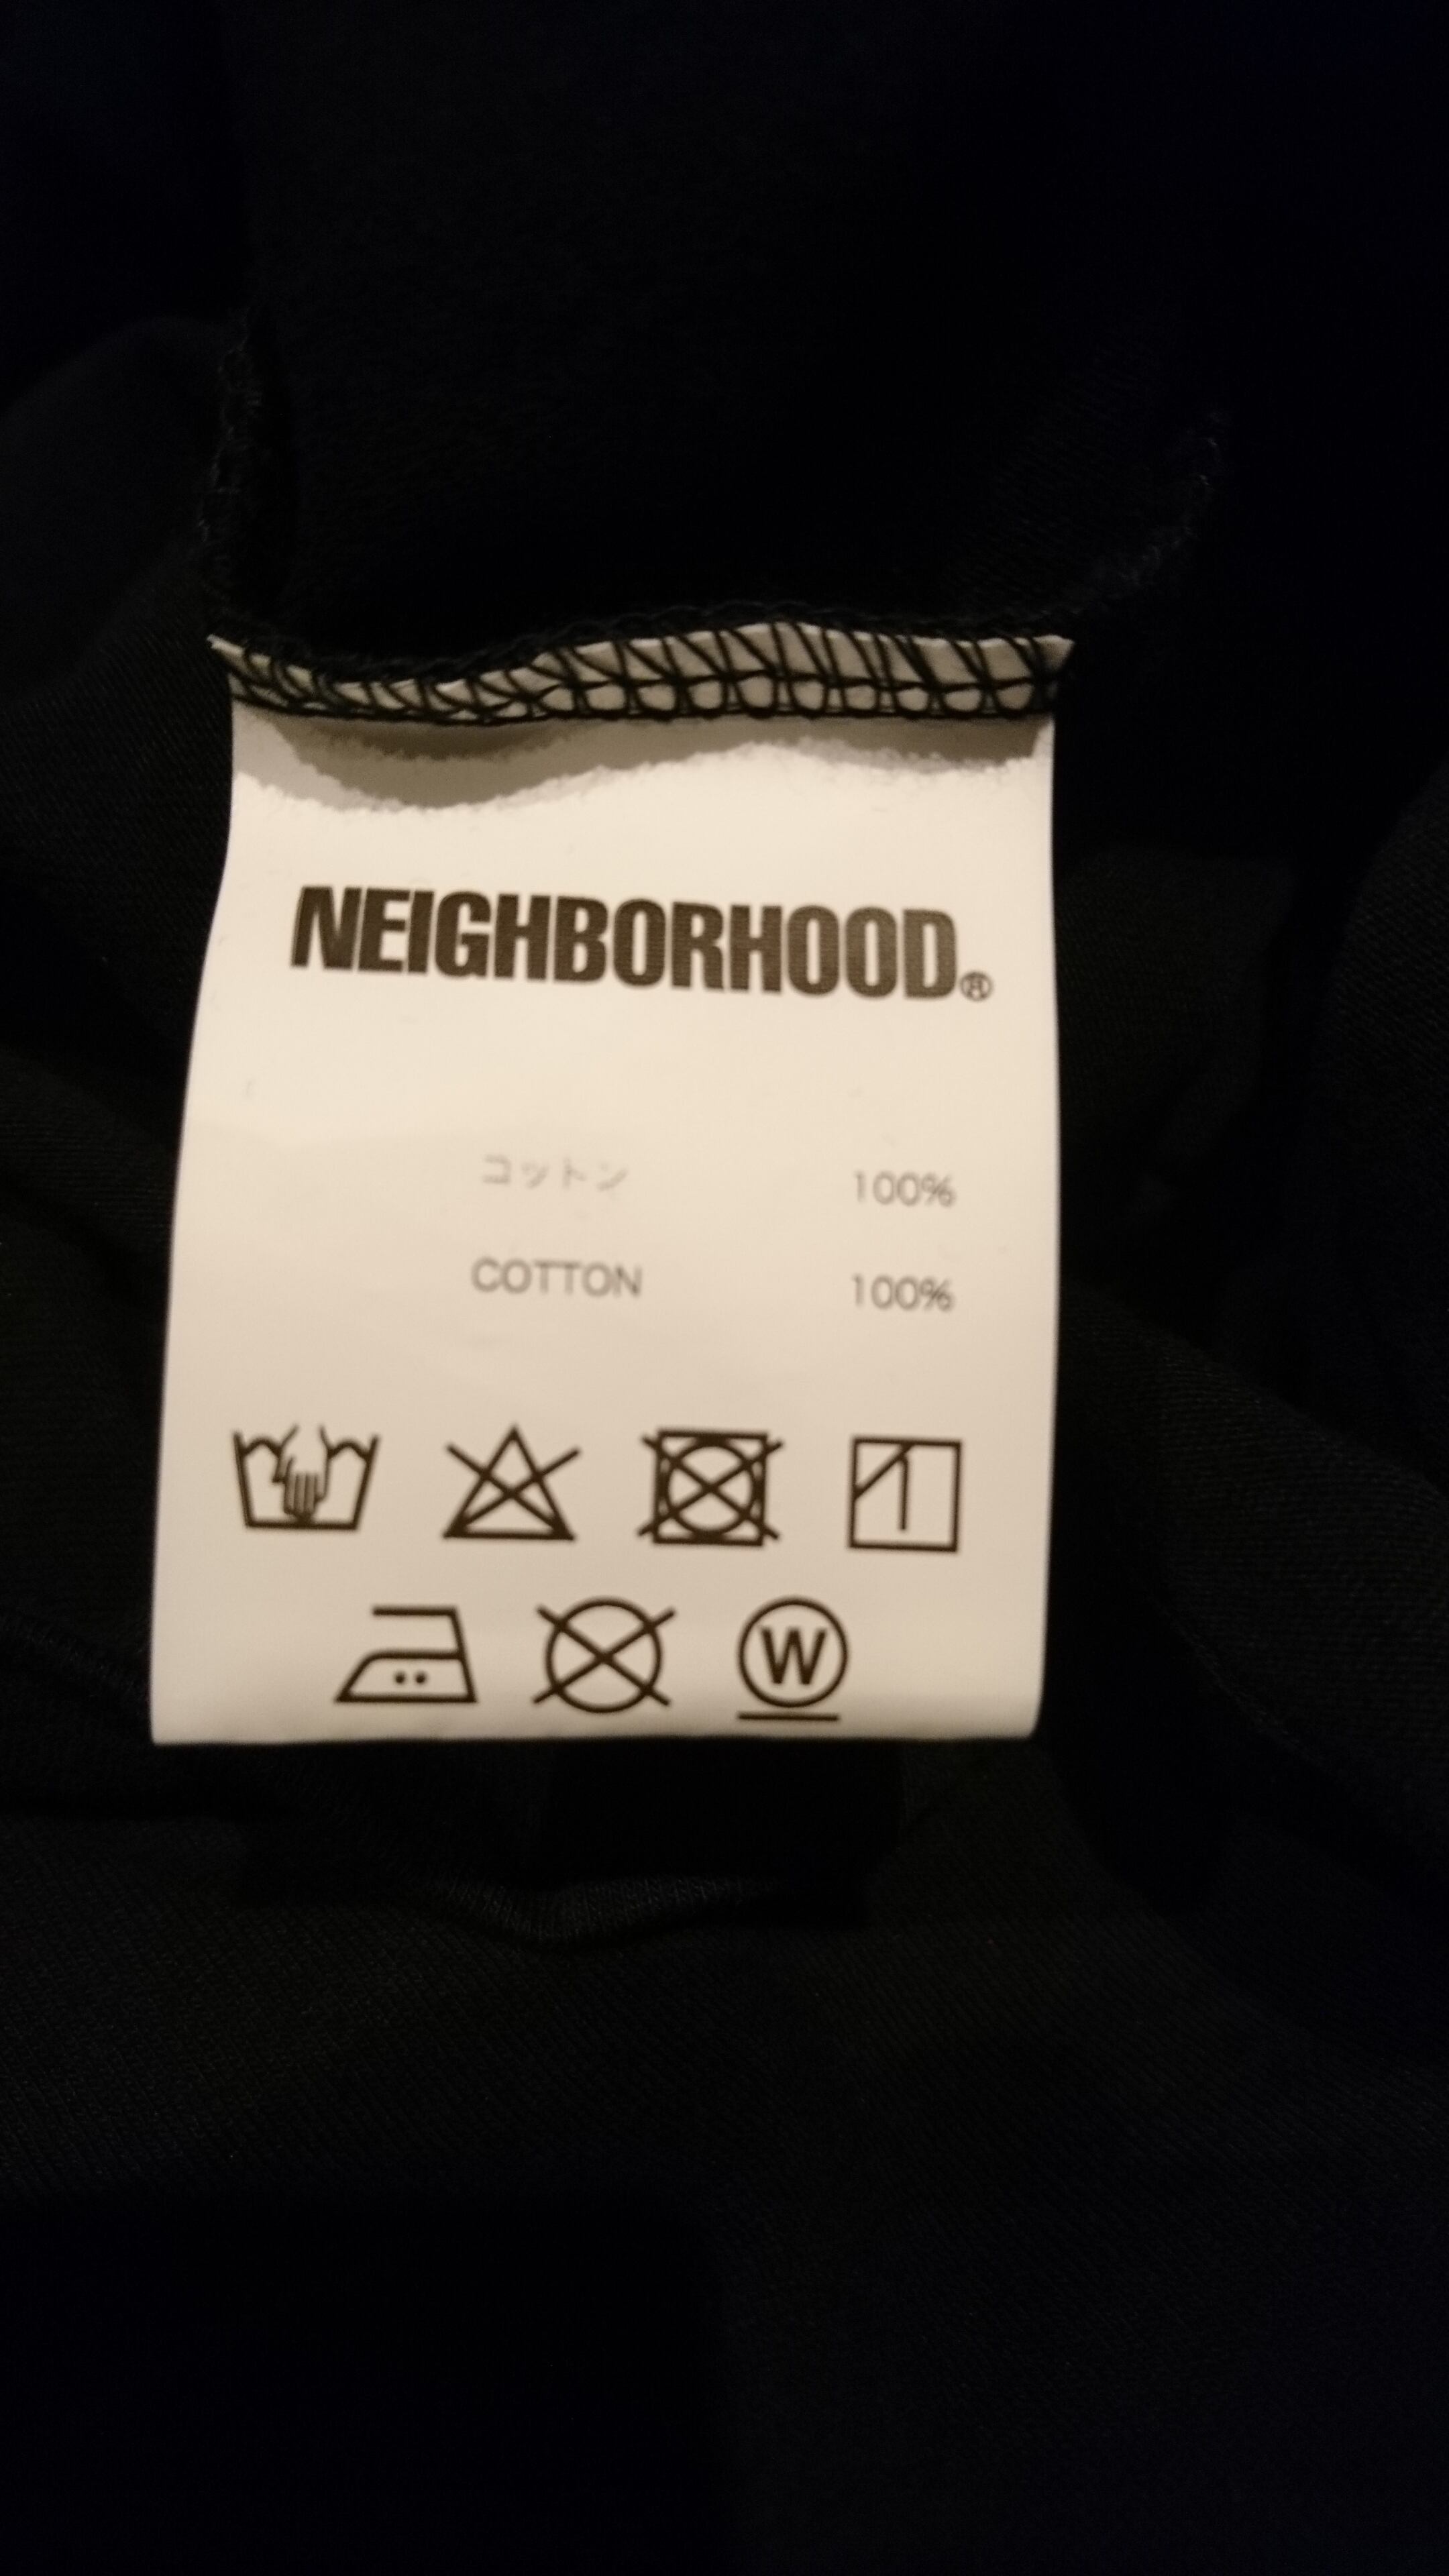 NEIGHBORHOOD®
コットン 100%
COTTON 100%
W